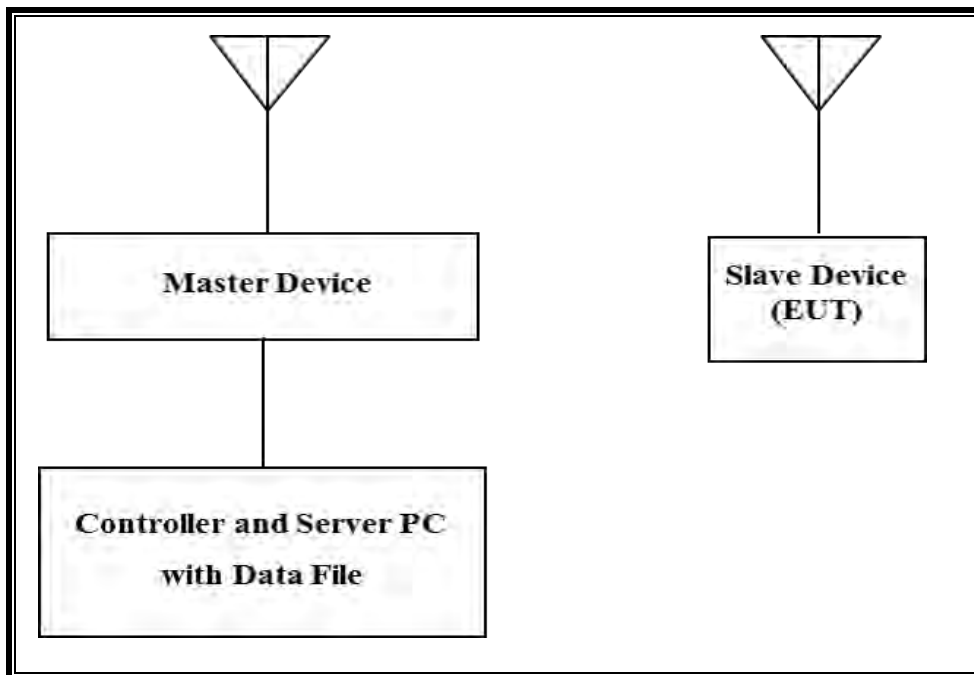 Master Device
Slave Device
(EUT)
Controller and Server PC
with Data File